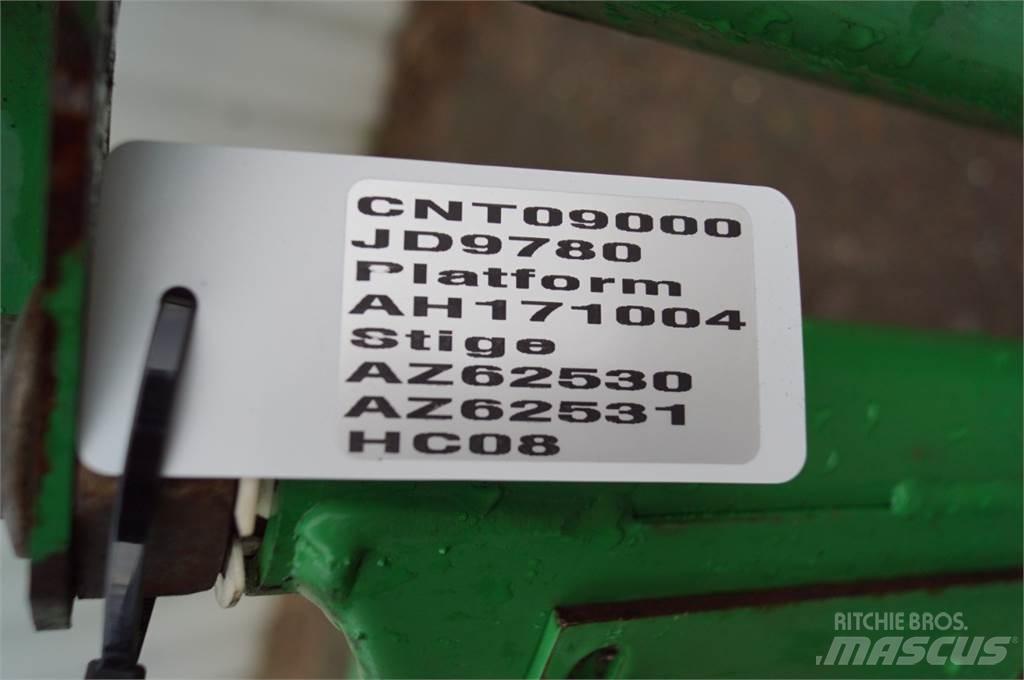 CNT09000
JD9780
Platform
AH171004
Stige
AZ62530
AZ62531
HC08
RITCHIE BROS.
MASCUS